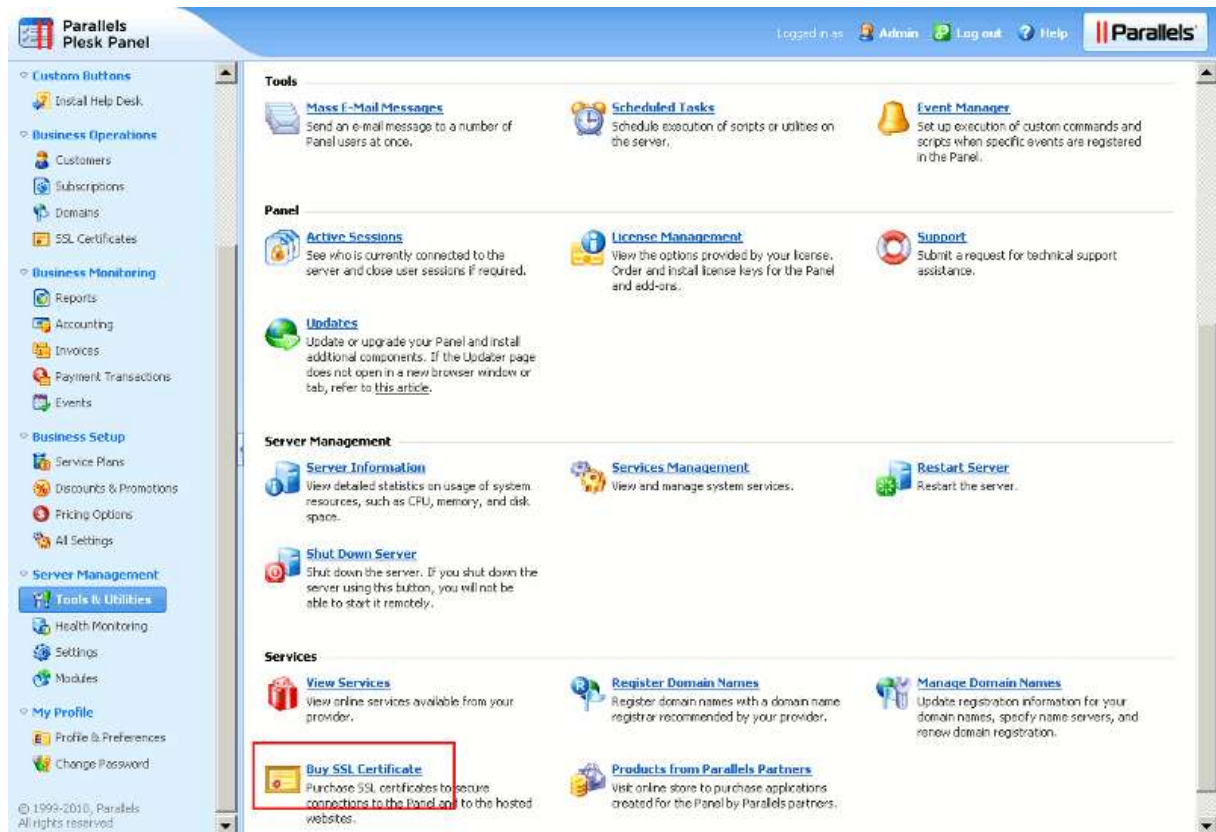 Parallels
Plesk Panel
Logged in as Admin Log out Help
Parallels
Custom Buttons
Install Help Desk
Business Operations
Customers
Subscriptions
Domains
SSL Certificates
Business Monitoring
Reports
Accounting
Invoices
Payment Transactions
Events
Business Setup
Service Plans
Discounts & Promotions
Pricing Options
All Settings
Server Management
Tools & Utilities
Health Monitoring
Settings
Modules
My Profile
Profile & Preferences
Change Password
© 1999-2010, Parallels
All rights reserved
Tools
Mass E-Mail Messages
Send an e-mail message to a number of
Panel users at once.
Scheduled Tasks
Schedule execution of scripts or utilities on
the server.
Event Manager
Set up execution of custom commands and
scripts when specific events are registered
in the Panel.
Panel
Active Sessions
See who is currently connected to the
server and close user sessions if required.
License Management
View the options provided by your license.
Order and install license keys for the Panel
and add-ons.
Support
Submit a request for technical support
assistance.
Updates
Update or upgrade your Panel and install
additional components. If the Updater page
does not open in a new browser window or
tab, refer to this article.
Server Management
Server Information
View detailed statistics on usage of system
resources, such as CPU, memory, and disk
space.
Services Management
View and manage system services.
Restart Server
Restart the server.
Shut Down Server
Shut down the server. If you shut down the
server using this button, you will not be
able to start it remotely.
Services
View Services
View online services available from your
provider.
Register Domain Names
Register domain names with a domain name
registrar recommended by your provider.
Manage Domain Names
Update registration information for your
domain names, specify name servers, and
renew domain registration.
Buy SSL Certificate
Purchase SSL certificates to secure
connections to the Panel and to the hosted
websites.
Products from Parallels Partners
Visit online store to purchase applications
created for the Panel by Parallels partners.